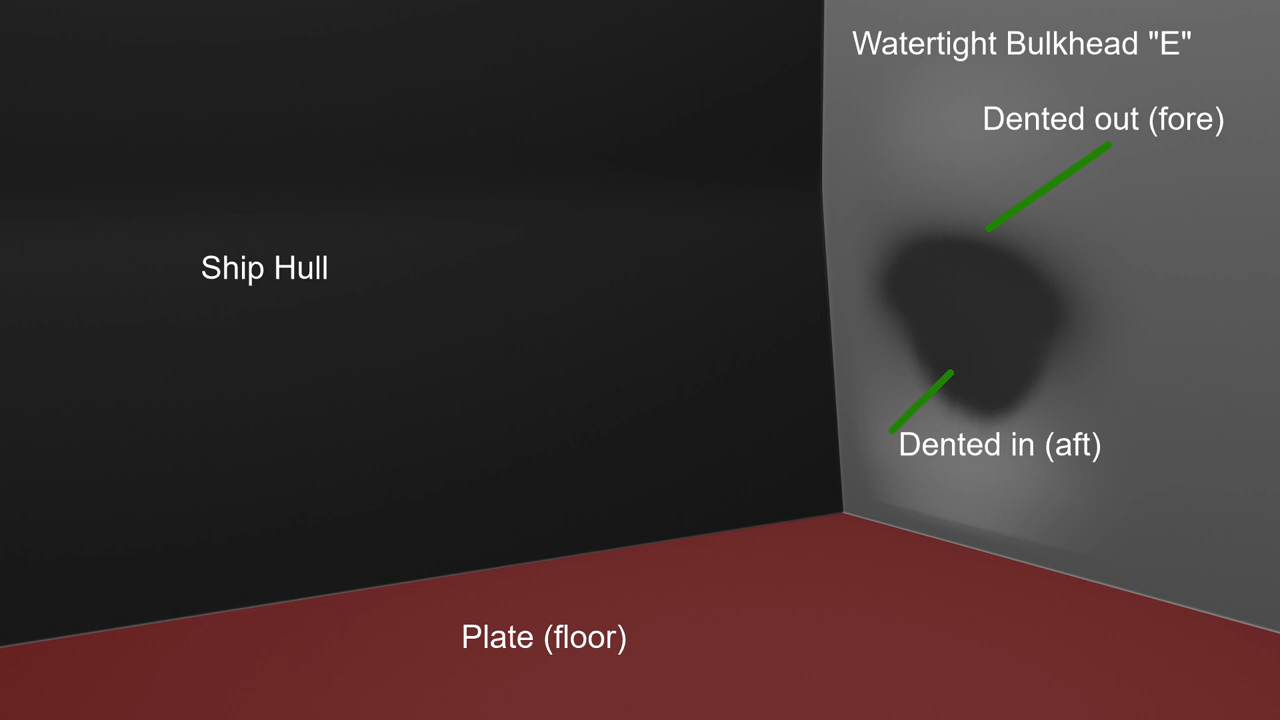 Watertight Bulkhead "E"
Dented out (fore)
Ship Hull
Dented in (aft)
Plate (floor)